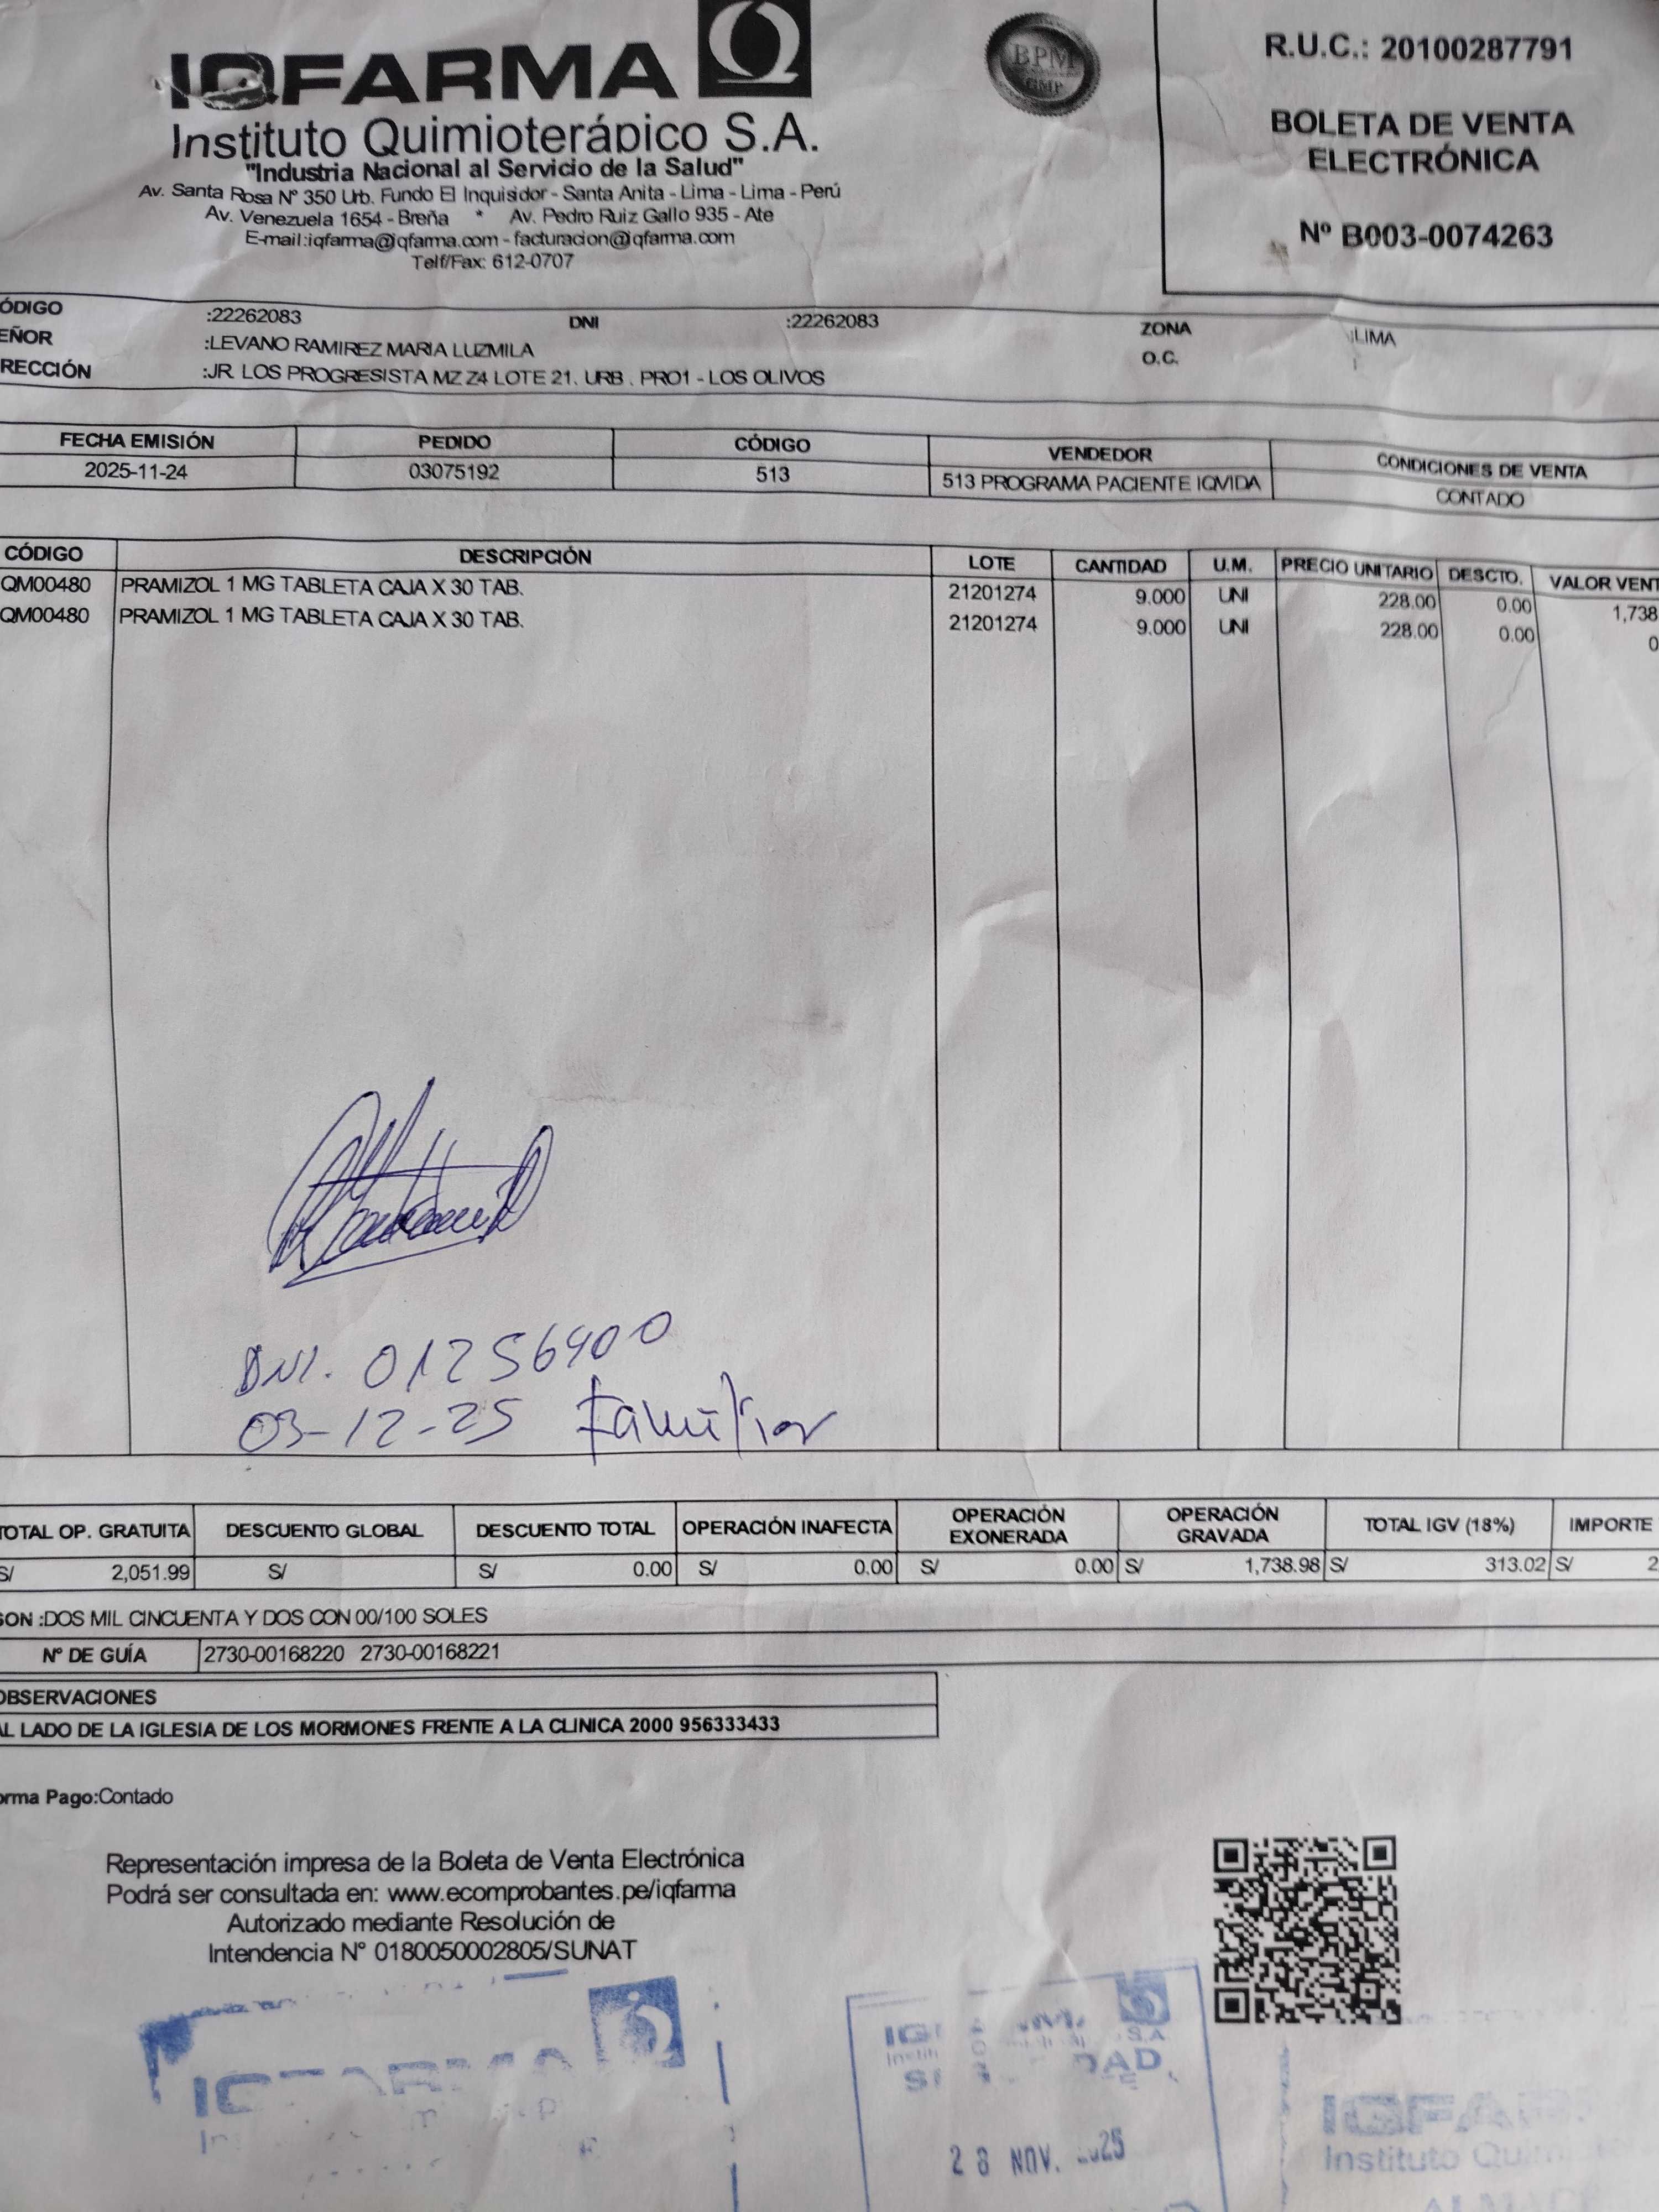 IQFARMA
Instituto Quimioterápico S.A.
"Industria Nacional al Servicio de la Salud"
Av. Santa Rosa Nº 350 Urb. Fundo El Inquisidor - Santa Anita - Lima - Lima - Perú
Av. Venezuela 1654 - Breña * Av. Pedro Ruiz Gallo 935 - Ate
E-mail:iqfarma@iqfarma.com - facturacion@iqfarma.com
Telf/Fax: 612-0707
BPM
GMP
R.U.C.: 20100287791
BOLETA DE VENTA
ELECTRÓNICA
Nº B003-0074263
ÓDIGO :22262083 DNI :22262083 ZONA :LIMA
EÑOR :LEVANO RAMIREZ MARIA LUZMILA O.C. :
RECCIÓN :JR. LOS PROGRESISTA MZ Z4 LOTE 21. URB . PRO1 - LOS OLIVOS
FECHA EMISIÓN PEDIDO CÓDIGO VENDEDOR CONDICIONES DE VENTA
2025-11-24 03075192 513 513 PROGRAMA PACIENTE IQVIDA CONTADO
CÓDIGO DESCRIPCIÓN LOTE CANTIDAD U.M. PRECIO UNITARIO DESCTO. VALOR VENT
QM00480 PRAMIZOL 1 MG TABLETA CAJA X 30 TAB. 21201274 9.000 UNI 228.00 0.00 1,738
QM00480 PRAMIZOL 1 MG TABLETA CAJA X 30 TAB. 21201274 9.000 UNI 228.00 0.00 0
DNI. 01256400
03-12-25 Familiar
TOTAL OP. GRATUITA DESCUENTO GLOBAL DESCUENTO TOTAL OPERACIÓN INAFECTA OPERACIÓN EXONERADA OPERACIÓN GRAVADA TOTAL IGV (18%) IMPORTE
S/ 2,051.99 S/ S/ 0.00 S/ 0.00 S/ 0.00 S/ 1,738.98 S/ 313.02 S/ 2
SON :DOS MIL CINCUENTA Y DOS CON 00/100 SOLES
Nº DE GUÍA 2730-00168220 2730-00168221
OBSERVACIONES
AL LADO DE LA IGLESIA DE LOS MORMONES FRENTE A LA CLINICA 2000 956333433
orma Pago:Contado
Representación impresa de la Boleta de Venta Electrónica
Podrá ser consultada en: www.ecomprobantes.pe/iqfarma
Autorizado mediante Resolución de
Intendencia Nº 0180050002805/SUNAT
28 NOV. 2025
IQFAR
Instituto Qui